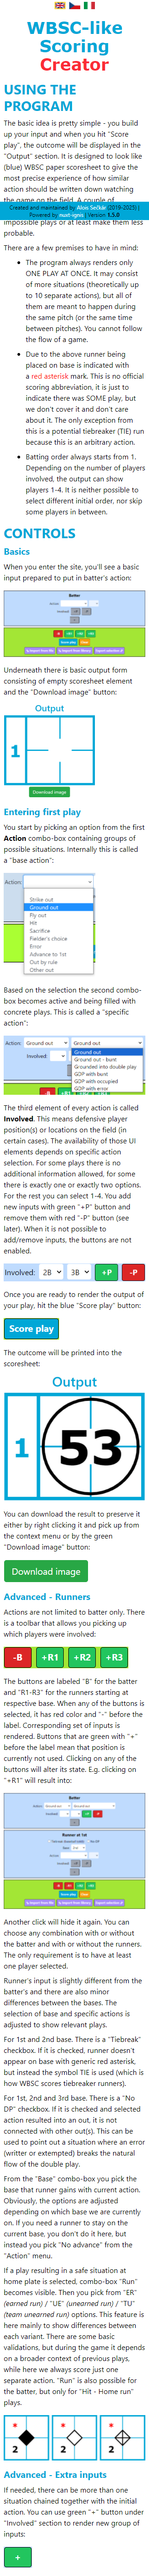 WBSC-like
Scoring
Creator
USING THE
PROGRAM
The basic idea is pretty simple - you build
up your input and when you hit "Score
play", the outcome will be displayed in the
"Output" section. It is designed to look like
(blue) WBSC paper scoresheet to give the
most precise experience of how similar
action should be written down watching
the game on the field. A couple of
Created and maintained by Alois Sečkár (2019-2025) |
Powered by nuxt-ignis | Version 1.5.0
impossible plays or at least make them less
probable.
There are a few premises to have in mind:
The program always renders only
ONE PLAY AT ONCE. It may consist
of more situations (theoretically up
to 10 separate actions), but all of
them are meant to happen during
the same pitch (or the same time
between pitches). You cannot follow
the flow of a game.
Due to the above runner being
placed on base is indicated with
a red asterisk mark. This is no official
scoring abbreviation, it is just to
indicate there was SOME play, but
we don't cover it and don't care
about it. The only exception from
this is a potential tiebreaker (TIE) run
because is an arbitrary action.
Batting order always starts from 1.
Depending on the number of players
involved, the output can show
players 1-4. It is neither possible to
select different initial order, nor skip
some players in between.
CONTROLS
Basics
When you enter the site, you'll see a basic
input prepared to put in batter's action:
Batter
Underneath there is basic output form
consisting of empty scoresheet element
and the "Download image" button:
Output
1
Download image
Entering first play
You start by picking an option from the first
Action combo-box containing groups of
possible situations. Internally this is called
a "base action":
Action:
Strike out
Ground out
Fly out
Hit
Sacrifice
Fielder's choice
Error
Advance to 1st
Out by rule
Other out
Based on the selection the second combo-
box becomes active and being filled with
concrete plays. This is called a "specific
action":
Action: Ground out Ground out
Involved:
Ground out
Ground out - bunt
Grounded into double play
GDP with bunt
GDP with occupied
GDP with error
The third element of every action is called
Involved. This means defensive player
position(s) or locations on the field (in
certain cases). The availability of those UI
elements depends on specific action
selection. For some plays there is no
additional information allowed, for some
there is exactly one or exactly two options.
For the rest you can select 1-4. You add
new inputs with green "+P" button and
remove them with red "-P" button (see
later). When it is not possible to
add/remove inputs, the buttons are not
enabled.
Involved: 2B 3B +P -P
Once you are ready to render the output of
your play, hit the blue "Score play" button:
Score play
The outcome will be printed into the
scoresheet:
Output
1 53
You can download the result to preserve it
either by right clicking it and pick up from
the context menu or by the green
"Download image" button:
Download image
Advanced - Runners
Actions are not limited to batter only. There
is a toolbar that allows you picking up
which players were involved:
-B +R1 +R2 +R3
The buttons are labeled "B" for the batter
and "R1-R3" for the runners starting at
respective base. When any of the buttons is
selected, it has red color and "-" before the
label. Corresponding set of inputs is
rendered. Buttons that are green with "+"
before the label mean that position is
currently not used. Clicking on any of the
buttons will alter its state. E.g. clicking on
"+R1" will result into:
Batter
Runner at 1st
Another click will hide it again. You can
choose any combination with or without
the batter and with or without the runners.
The only requirement is to have at least
one player selected.
Runner's input is slightly different from the
batter's and there are also minor
differences between the bases. The
selection of base and specific actions is
adjusted to show relevant plays.
For 1st and 2nd base. There is a "Tiebreak"
checkbox. If it is checked, runner doesn't
appear on base with generic red asterisk,
but instead the symbol TIE is used (which is
how WBSC scores tiebreaker runners).
For 1st, 2nd and 3rd base. There is a "No
DP" checkbox. If it is checked and selected
action resulted intn an out, it is not
connected with other out(s). This can be
used to point out a situation where an error
(writter or extempted) breaks the natural
flow of the double play.
From the "Base" combo-box you pick the
base that runner gains with current action.
Obviously, the options are adjusted
depending on which base we are currently
on. If you need a runner to stay on the
current base, you don't do it here, but
instead you pick "No advance" from the
"Action" menu.
If a play resulting in a safe situation at
home plate is selected, combo-box "Run"
becomes visible. Then you pick from "ER"
(earned run) / "UE" (unearned run) / "TU"
(team unearned run) options. This feature is
here mainly to show differences between
each variant. There are some basic
validations, but during the game it depends
on a broader context of previous plays,
while here we always score just one
separate action. "Run" is also possible for
the batter, but only for "Hit - Home run"
plays.
* * *
2 2 2
Advanced - Extra inputs
If needed, there can be more than one
situation chained together with the initial
action. You can use green "+" button under
"Involved" section to render new group of
inputs:
+